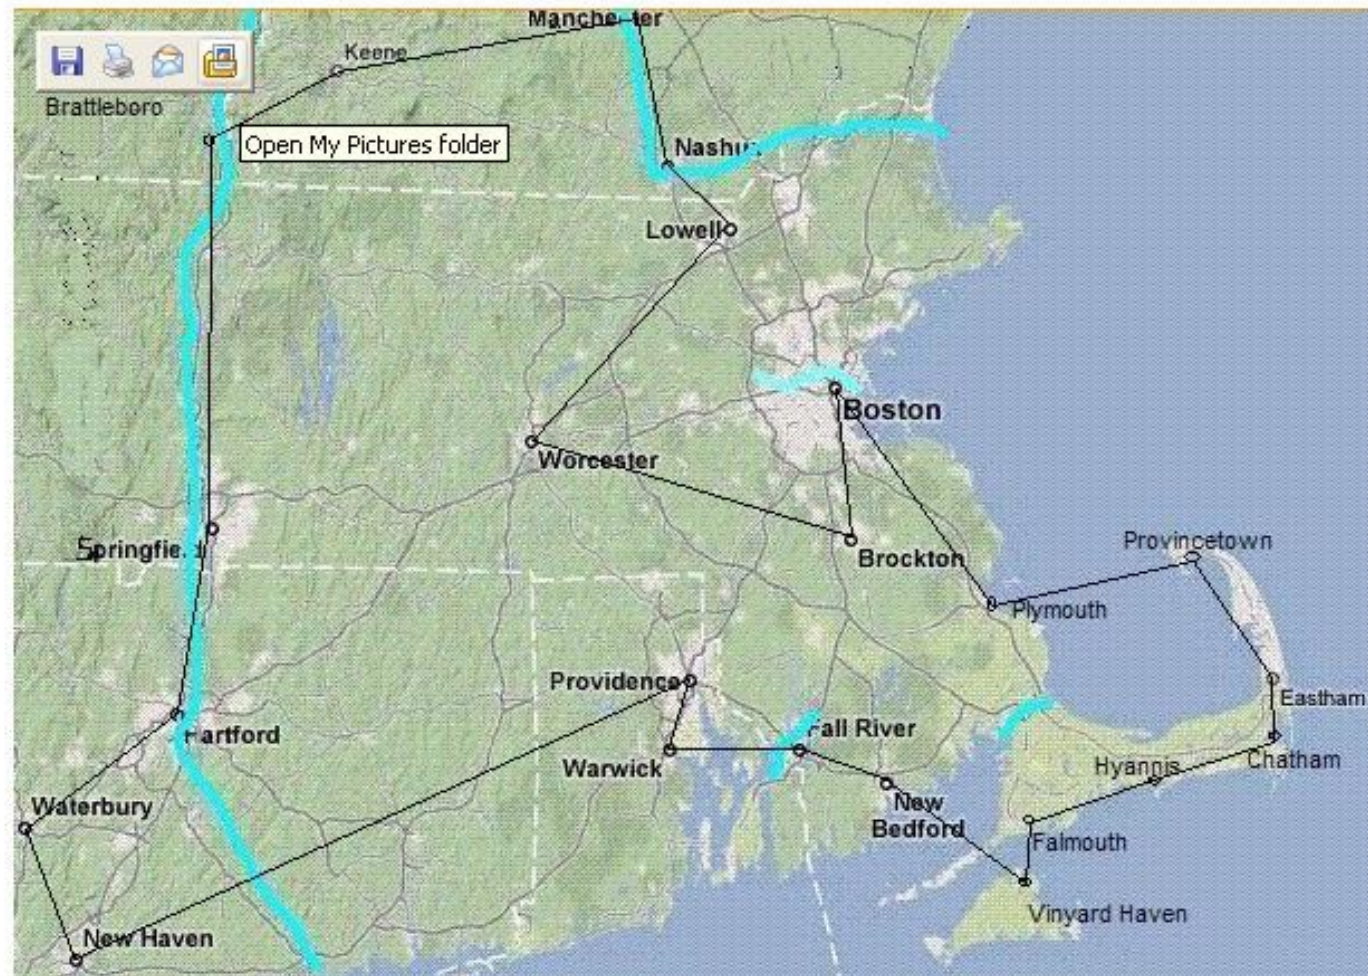 Manchester
Keene
Brattleboro
Open My Pictures folder
Nashua
Lowell
Boston
Worcester
Brockton
Springfield
Provincetown
Plymouth
Providence
Eastham
Fall River
Hartford
Warwick
Hyannis
Chatham
Waterbury
New
Bedford
Falmouth
Vinyard Haven
New Haven